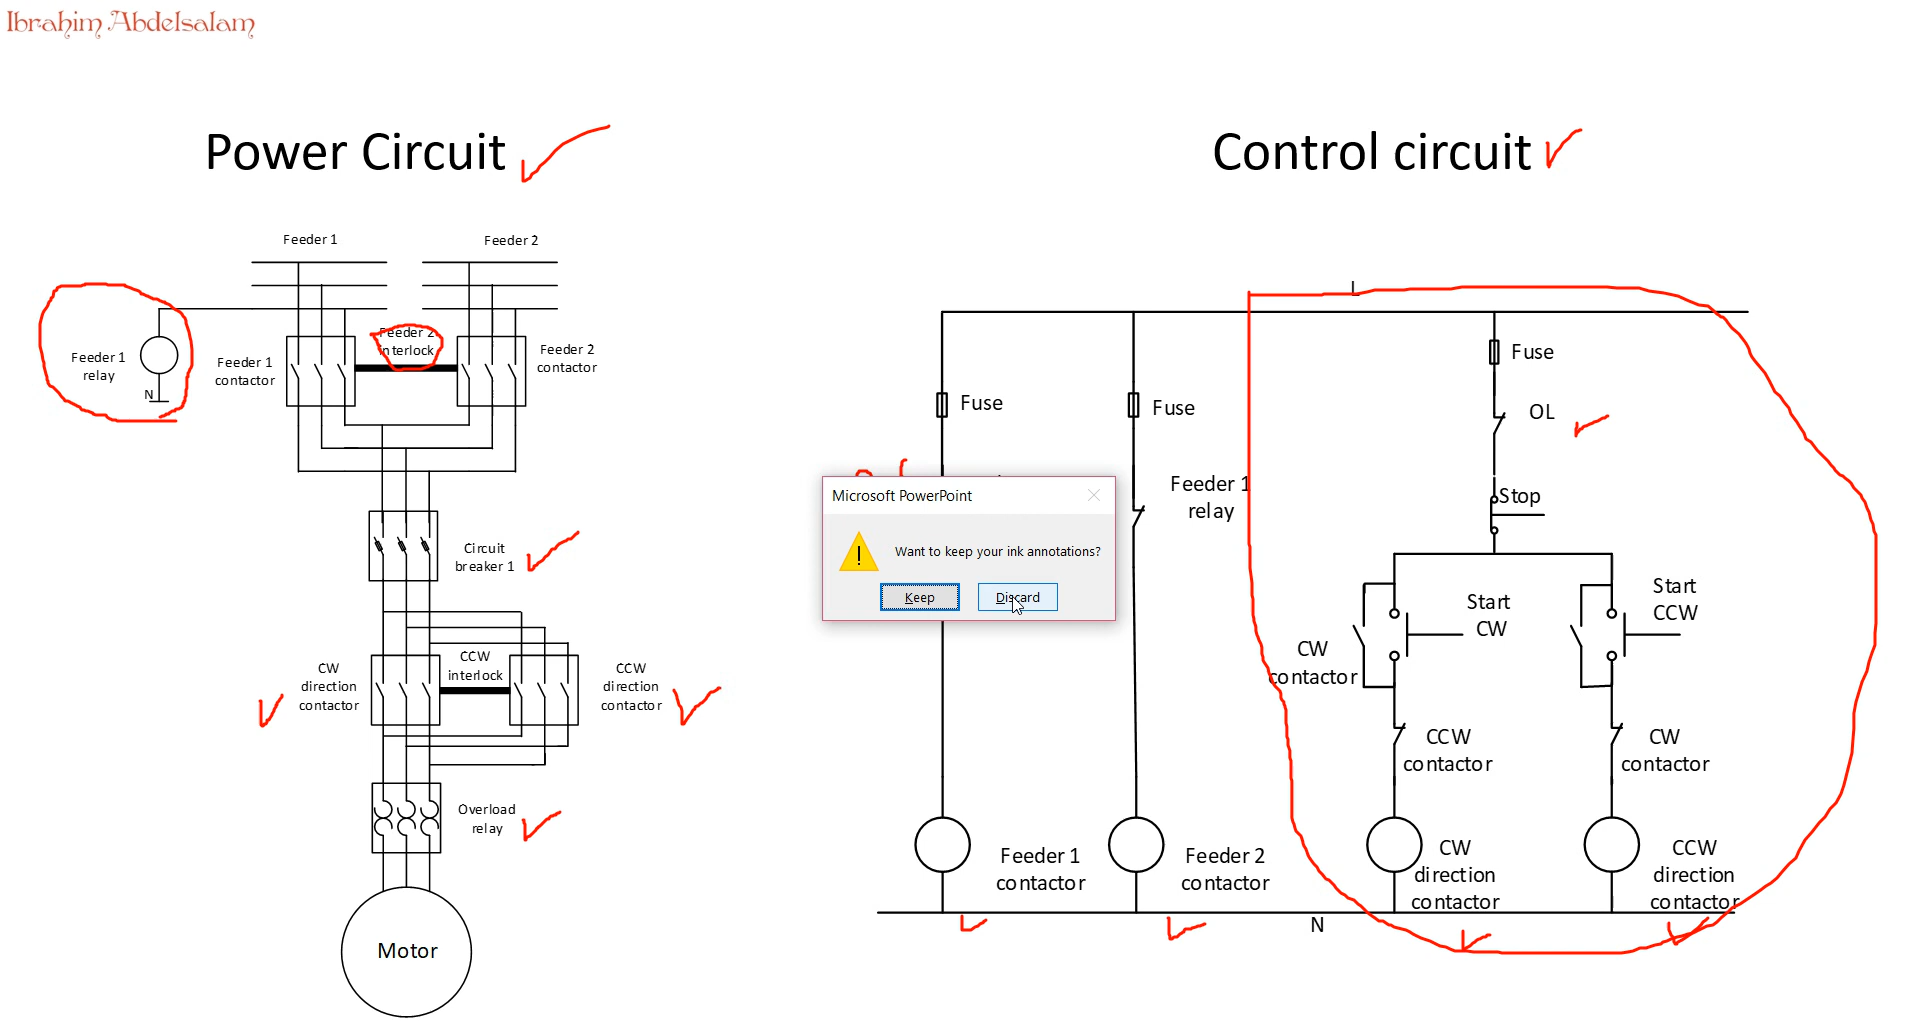 Ibrahim Abdelsalam
Power Circuit
Control circuit
Feeder 1
Feeder 2
Feeder 1
relay
N
Feeder 1
contactor
Feeder 2
interlock
Feeder 2
contactor
Circuit
breaker 1
CW
direction
contactor
CCW
interlock
CCW
direction
contactor
Overload
relay
Motor
L
Fuse
Fuse
Fuse
OL
Feeder 1
relay
Stop
Start
CW
Start
CCW
CW
contactor
CCW
contactor
CW
contactor
Feeder 1
contactor
Feeder 2
contactor
CW
direction
contactor
CCW
direction
contactor
N
Microsoft PowerPoint
Want to keep your ink annotations?
Keep
Discard